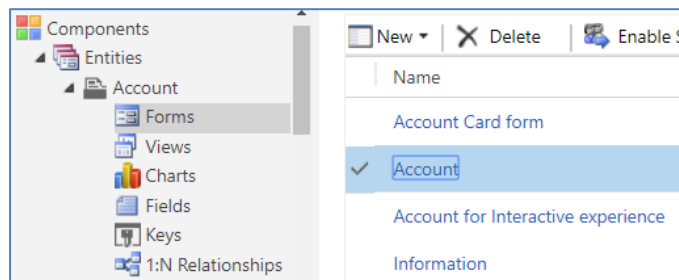 Components
Entities
Account
Forms
Views
Charts
Fields
Keys
1:N Relationships
New Delete Enable
Name
Account Card form
Account
Account for Interactive experience
Information